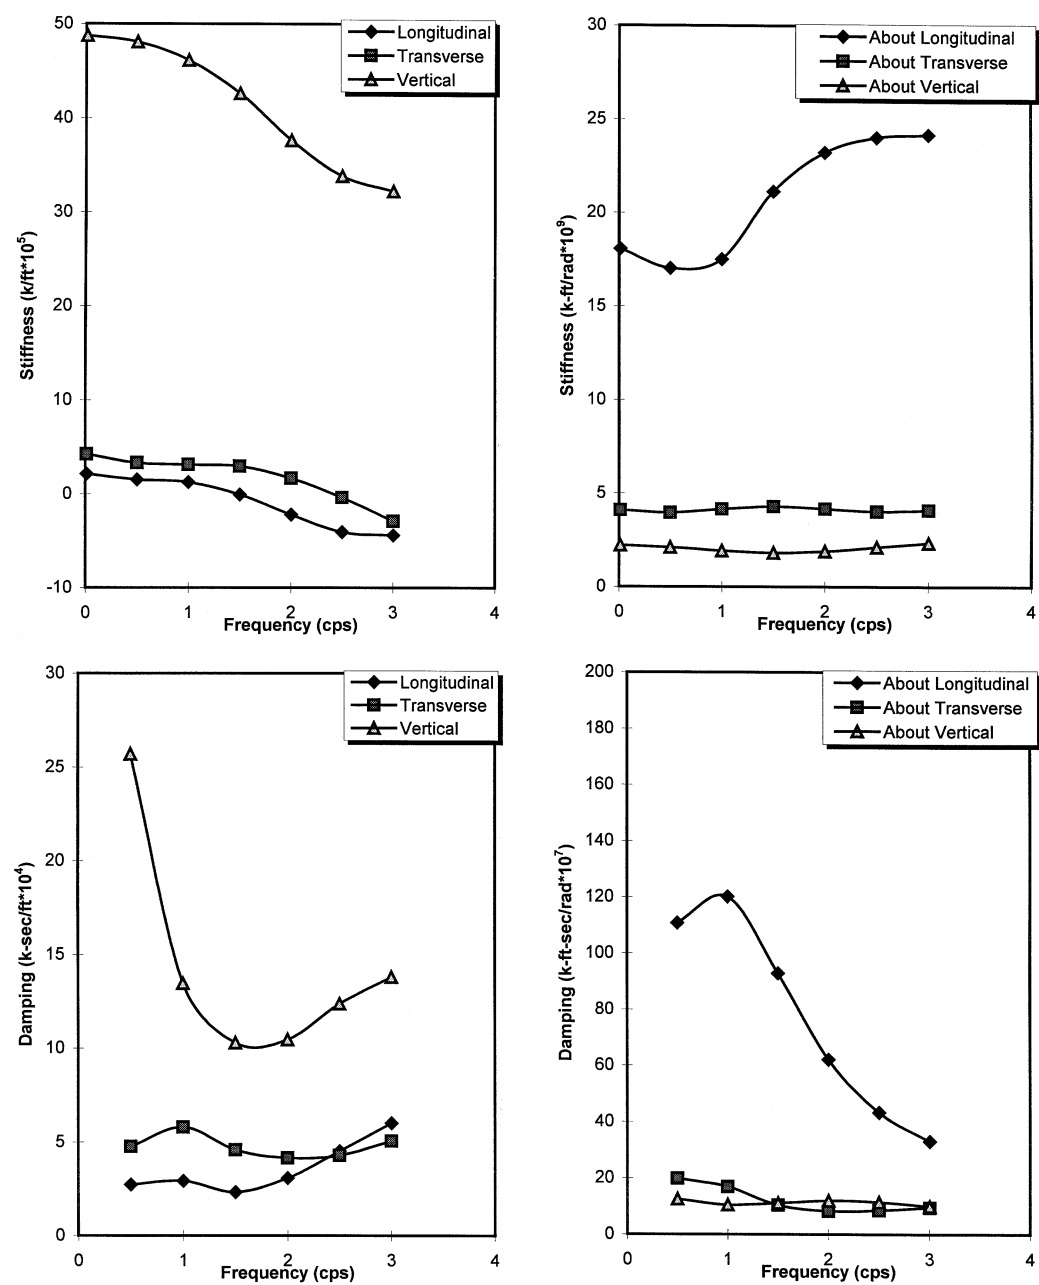 50
40
30
20
10
0
-10
Stiffness (k/ft*10⁵)
Longitudinal
Transverse
Vertical
0 1 2 3 4
Frequency (cps)
30
25
20
15
10
5
0
Stiffness (k-ft/rad*10⁹)
About Longitudinal
About Transverse
About Vertical
0 1 2 3 4
Frequency (cps)
30
25
20
15
10
5
0
Damping (k-sec/ft*10⁴)
Longitudinal
Transverse
Vertical
0 1 2 3 4
Frequency (cps)
200
180
160
140
120
100
80
60
40
20
0
Damping (k-ft-sec/rad*10⁷)
About Longitudinal
About Transverse
About Vertical
0 1 2 3 4
Frequency (cps)